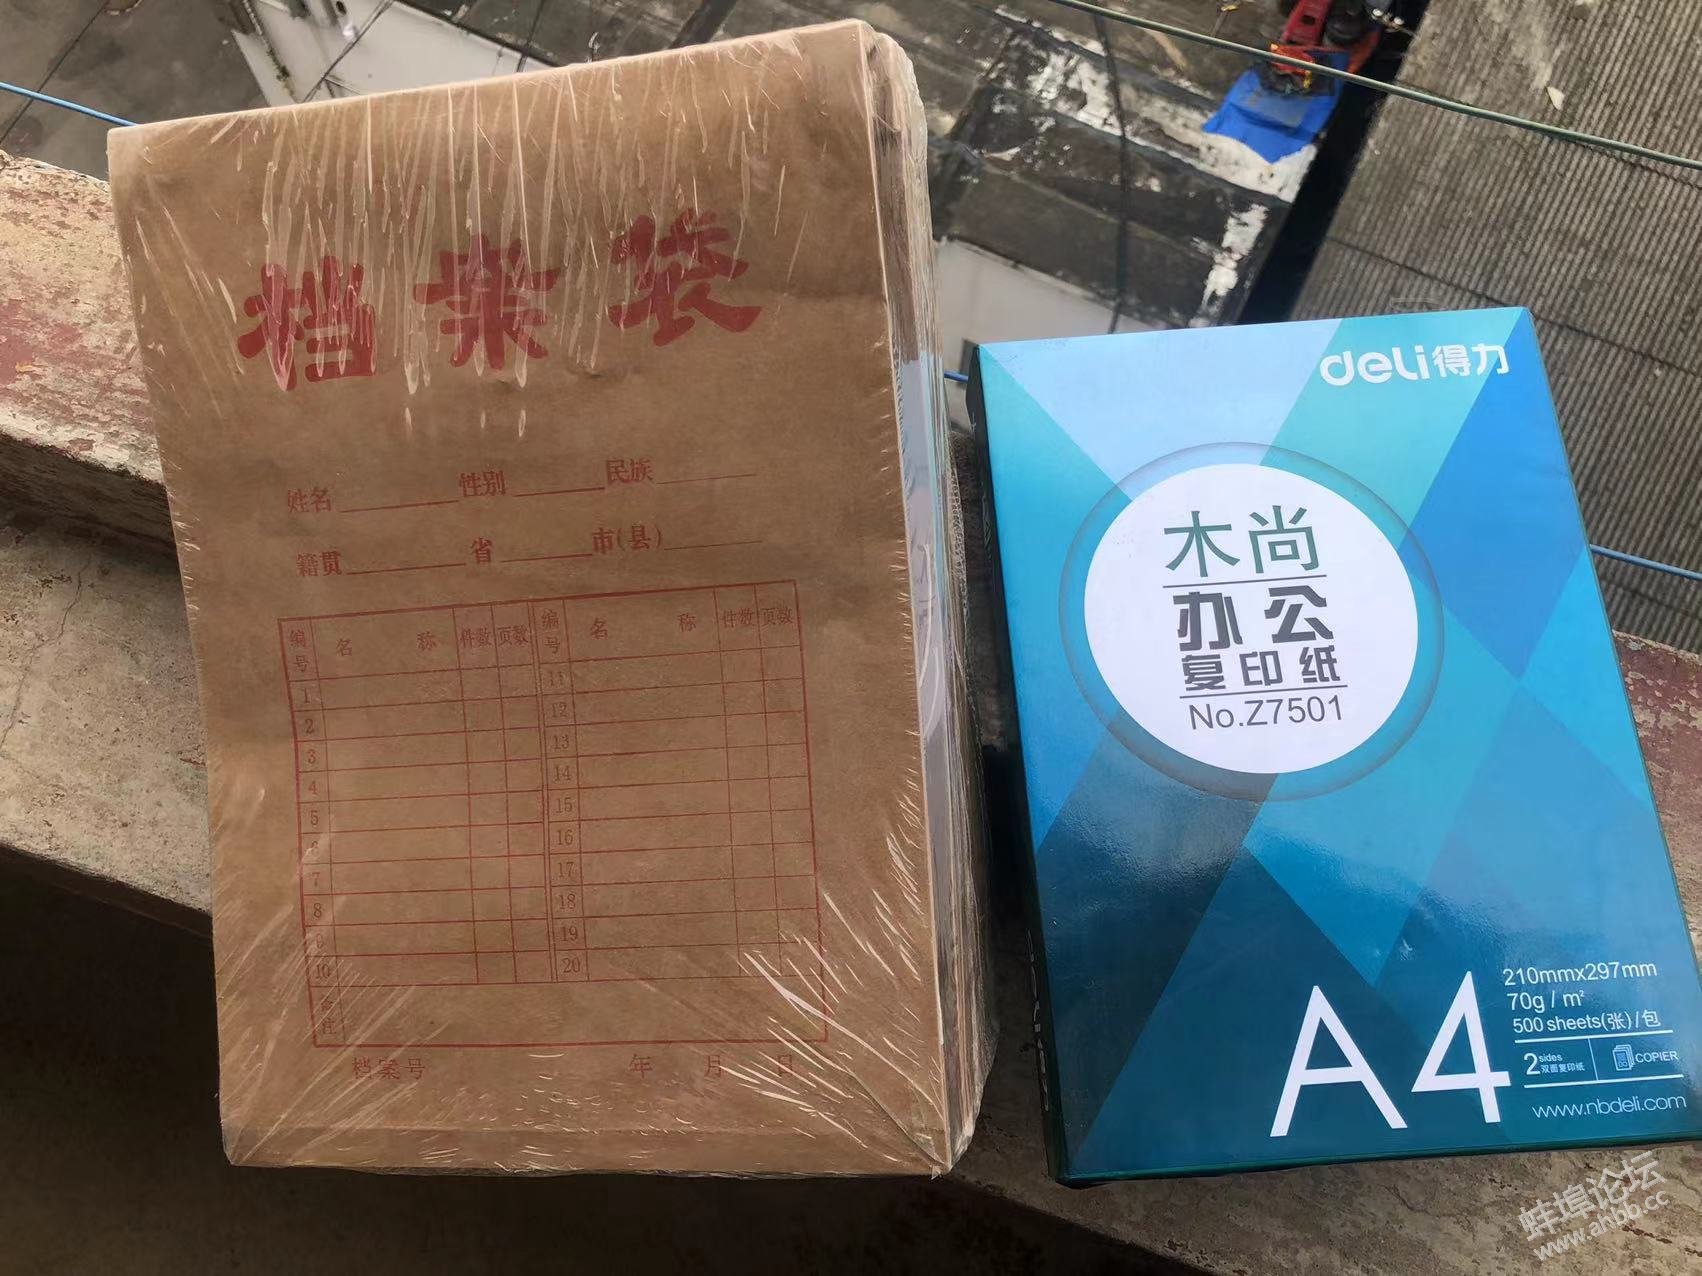 档案袋
姓名 性别 民族
籍贯 省 市(县)
编号 名 称 件数 页数 编号 名 称 件数 页数
1 11
2 12
3 13
4 14
5 15
6 16
7 17
8 18
9 19
10 20
备注
档案号 年 月 日
deli得力
木尚
办公
复印纸
No.Z7501
A4
210mmx297mm
70g/m²
500 sheets(张)/包
2 sides 双面复印纸 COPIER
www.nbdeli.com
蚌埠论坛
www.ahbb.cc